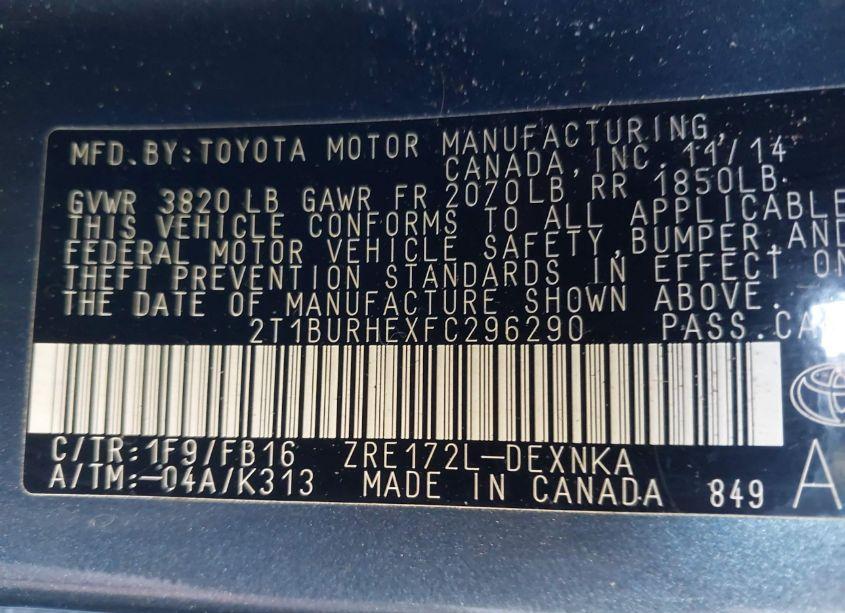 MFD.BY:TOYOTA MOTOR MANUFACTURING,
CANADA,INC. 11/14
GVWR 3820 LB GAWR FR 2070LB RR 1850LB.
THIS VEHICLE CONFORMS TO ALL APPLICABLE
FEDERAL MOTOR VEHICLE SAFETY,BUMPER,AND
THEFT PREVENTION STANDARDS IN EFFECT ON
THE DATE OF MANUFACTURE SHOWN ABOVE.
2T1BURHEXFC296290 PASS.CA
C/TR:1F9/FB16 ZRE172L-DEXNKA
A/TM:-04A/K313 MADE IN CANADA 849 A